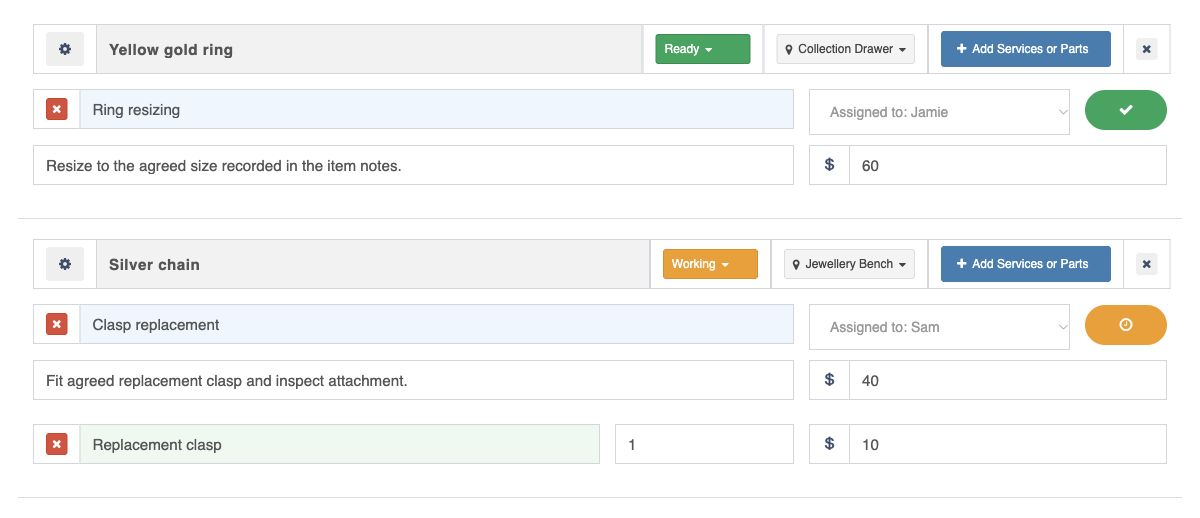 Yellow gold ring Ready Collection Drawer + Add Services or Parts
Ring resizing Assigned to: Jamie
Resize to the agreed size recorded in the item notes. $ 60
Silver chain Working Jewellery Bench + Add Services or Parts
Clasp replacement Assigned to: Sam
Fit agreed replacement clasp and inspect attachment. $ 40
Replacement clasp 1 $ 10